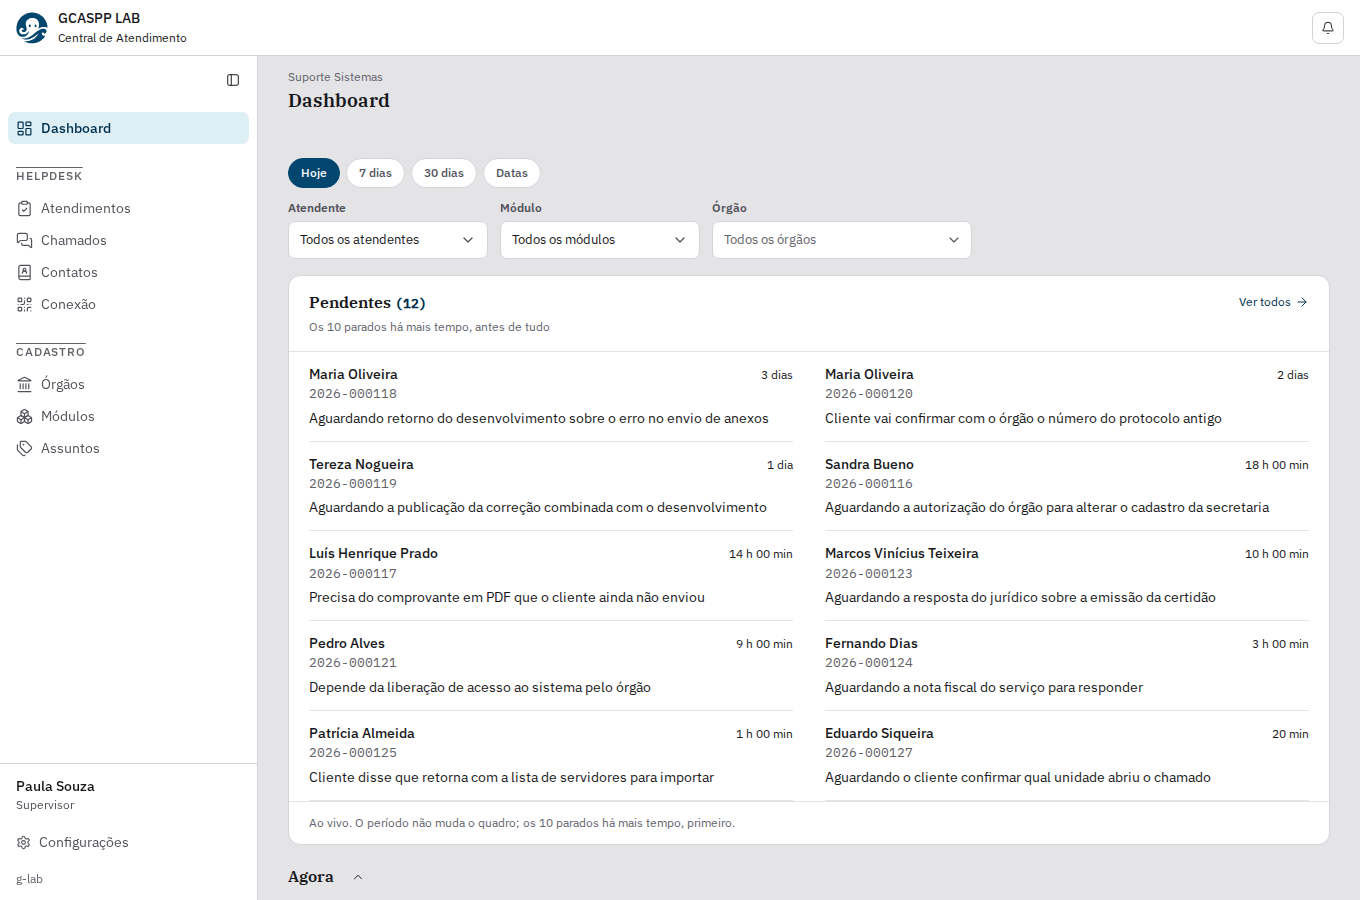 GCASPP LAB
Central de Atendimento
Dashboard
HELPDESK
Atendimentos
Chamados
Contatos
Conexão
CADASTRO
Órgãos
Módulos
Assuntos
Paula Souza
Supervisor
Configurações
g-lab
Suporte Sistemas
Dashboard
Hoje 7 dias 30 dias Datas
Atendente Módulo Órgão
Todos os atendentes Todos os módulos Todos os órgãos
Pendentes (12) Ver todos
Os 10 parados há mais tempo, antes de tudo
Maria Oliveira 3 dias
2026-000118
Aguardando retorno do desenvolvimento sobre o erro no envio de anexos
Maria Oliveira 2 dias
2026-000120
Cliente vai confirmar com o órgão o número do protocolo antigo
Tereza Nogueira 1 dia
2026-000119
Aguardando a publicação da correção combinada com o desenvolvimento
Sandra Bueno 18 h 00 min
2026-000116
Aguardando a autorização do órgão para alterar o cadastro da secretaria
Luís Henrique Prado 14 h 00 min
2026-000117
Precisa do comprovante em PDF que o cliente ainda não enviou
Marcos Vinícius Teixeira 10 h 00 min
2026-000123
Aguardando a resposta do jurídico sobre a emissão da certidão
Pedro Alves 9 h 00 min
2026-000121
Depende da liberação de acesso ao sistema pelo órgão
Fernando Dias 3 h 00 min
2026-000124
Aguardando a nota fiscal do serviço para responder
Patrícia Almeida 1 h 00 min
2026-000125
Cliente disse que retorna com a lista de servidores para importar
Eduardo Siqueira 20 min
2026-000127
Aguardando o cliente confirmar qual unidade abriu o chamado
Ao vivo. O período não muda o quadro; os 10 parados há mais tempo, primeiro.
Agora